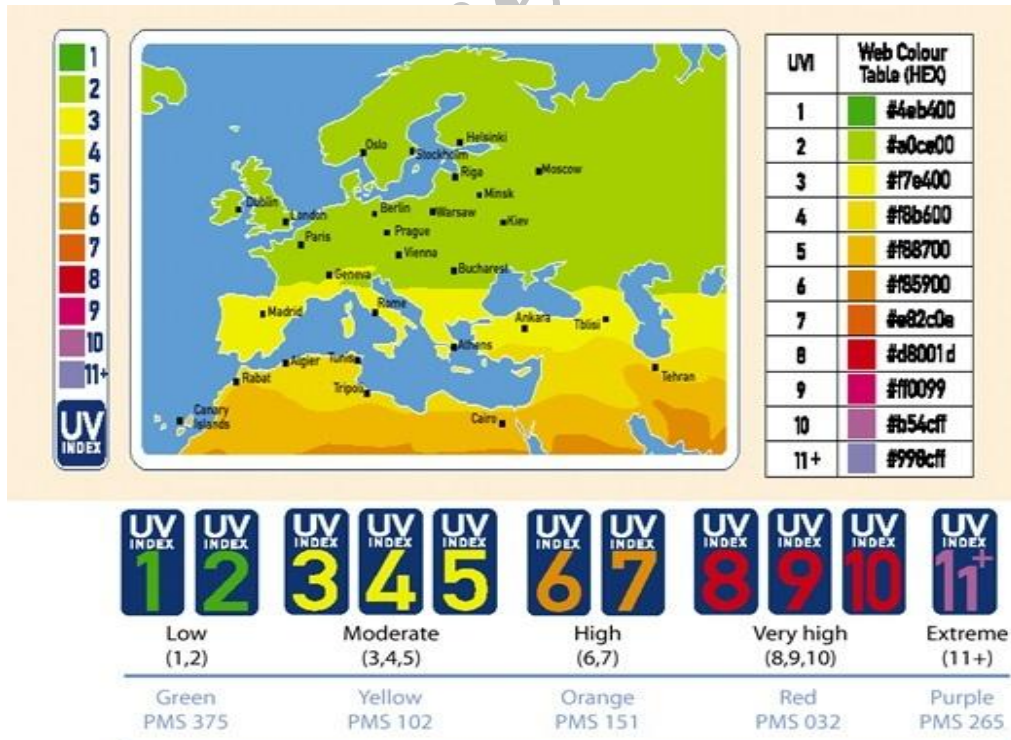 1
2
3
4
5
6
7
8
9
10
11+
UV
INDEX
Oslo
Helsinki
Stockholm
Riga
Moscow
Minsk
Dublin
London
Berlin
Warsaw
Kiev
Paris
Prague
Vienna
Geneva
Bucharest
Madrid
Rome
Ankara
Tblisi
Athens
Algier
Tunis
Rabat
Tripoli
Tehran
Canary
Islands
Cairo
UVI
Web Colour
Table (HEX)
1 #4eb400
2 #a0ce00
3 #f7e400
4 #f8b600
5 #f88700
6 #f85900
7 #e82c0e
8 #d8001d
9 #ff0099
10 #b54cff
11+ #998cff
UV UV UV UV UV UV UV UV UV UV UV
INDEX INDEX INDEX INDEX INDEX INDEX INDEX INDEX INDEX INDEX INDEX
1 2 3 4 5 6 7 8 9 10 11+
Low Moderate High Very high Extreme
(1,2) (3,4,5) (6,7) (8,9,10) (11+)
Green Yellow Orange Red Purple
PMS 375 PMS 102 PMS 151 PMS 032 PMS 265